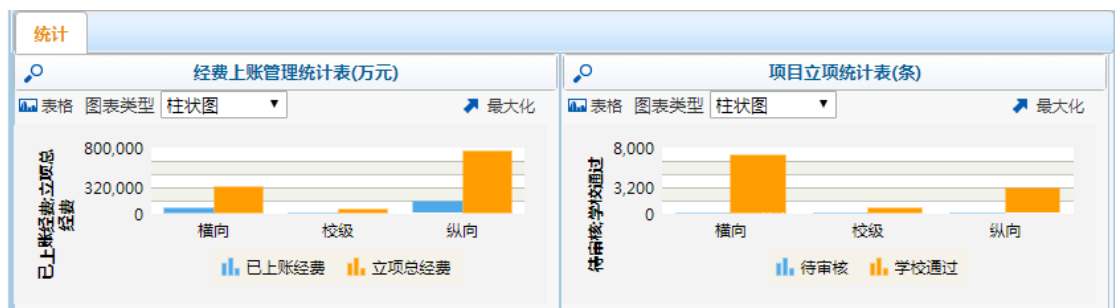 统计
经费上账管理统计表(万元)
表格 图表类型 柱状图 最大化
已上账经费;立项总
经费
800,000
320,000
0
横向 校级 纵向
已上账经费 立项总经费
项目立项统计表(条)
表格 图表类型 柱状图 最大化
待审核;学校通过
8,000
3,200
0
横向 校级 纵向
待审核 学校通过